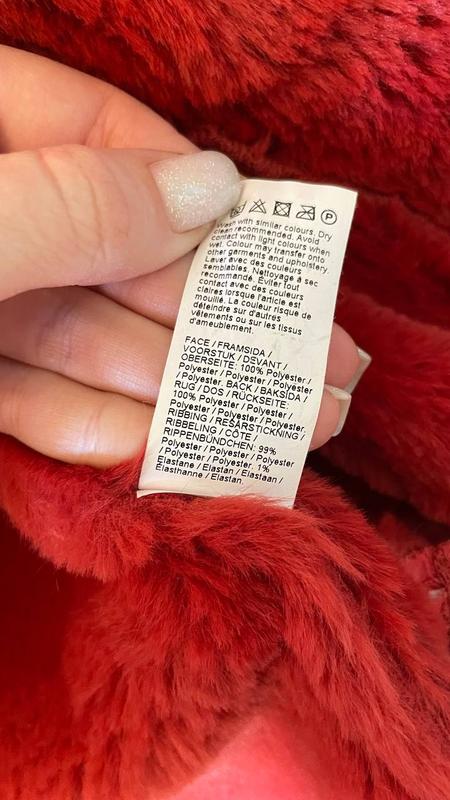 Wash with similar colours. Dry
clean recommended. Avoid
contact with light colours when
wet. Colour may transfer onto
other garments and upholstery.
Laver avec des couleurs
semblables. Nettoyage à sec
recommandé. Éviter tout
contact avec des couleurs
claires lorsque l'article est
mouillé. La couleur risque de
déteindre sur d'autres
vêtements ou sur les tissus
d'ameublement.
FACE / FRAMSIDA /
VOORSTUK / DEVANT /
OBERSEITE: 100% Polyester /
Polyester / Polyester / Polyester
/ Polyester. BACK / BAKSIDA /
RUG / DOS / RÜCKSEITE:
100% Polyester / Polyester /
Polyester / Polyester / Polyester.
RIBBING / RESÅRSTICKNING /
RIBBELING / CÔTE /
RIPPENBÜNDCHEN: 99%
Polyester / Polyester / Polyester
/ Polyester / Polyester. 1%
Elastane / Elastan / Elastaan /
Élasthanne / Elastan.